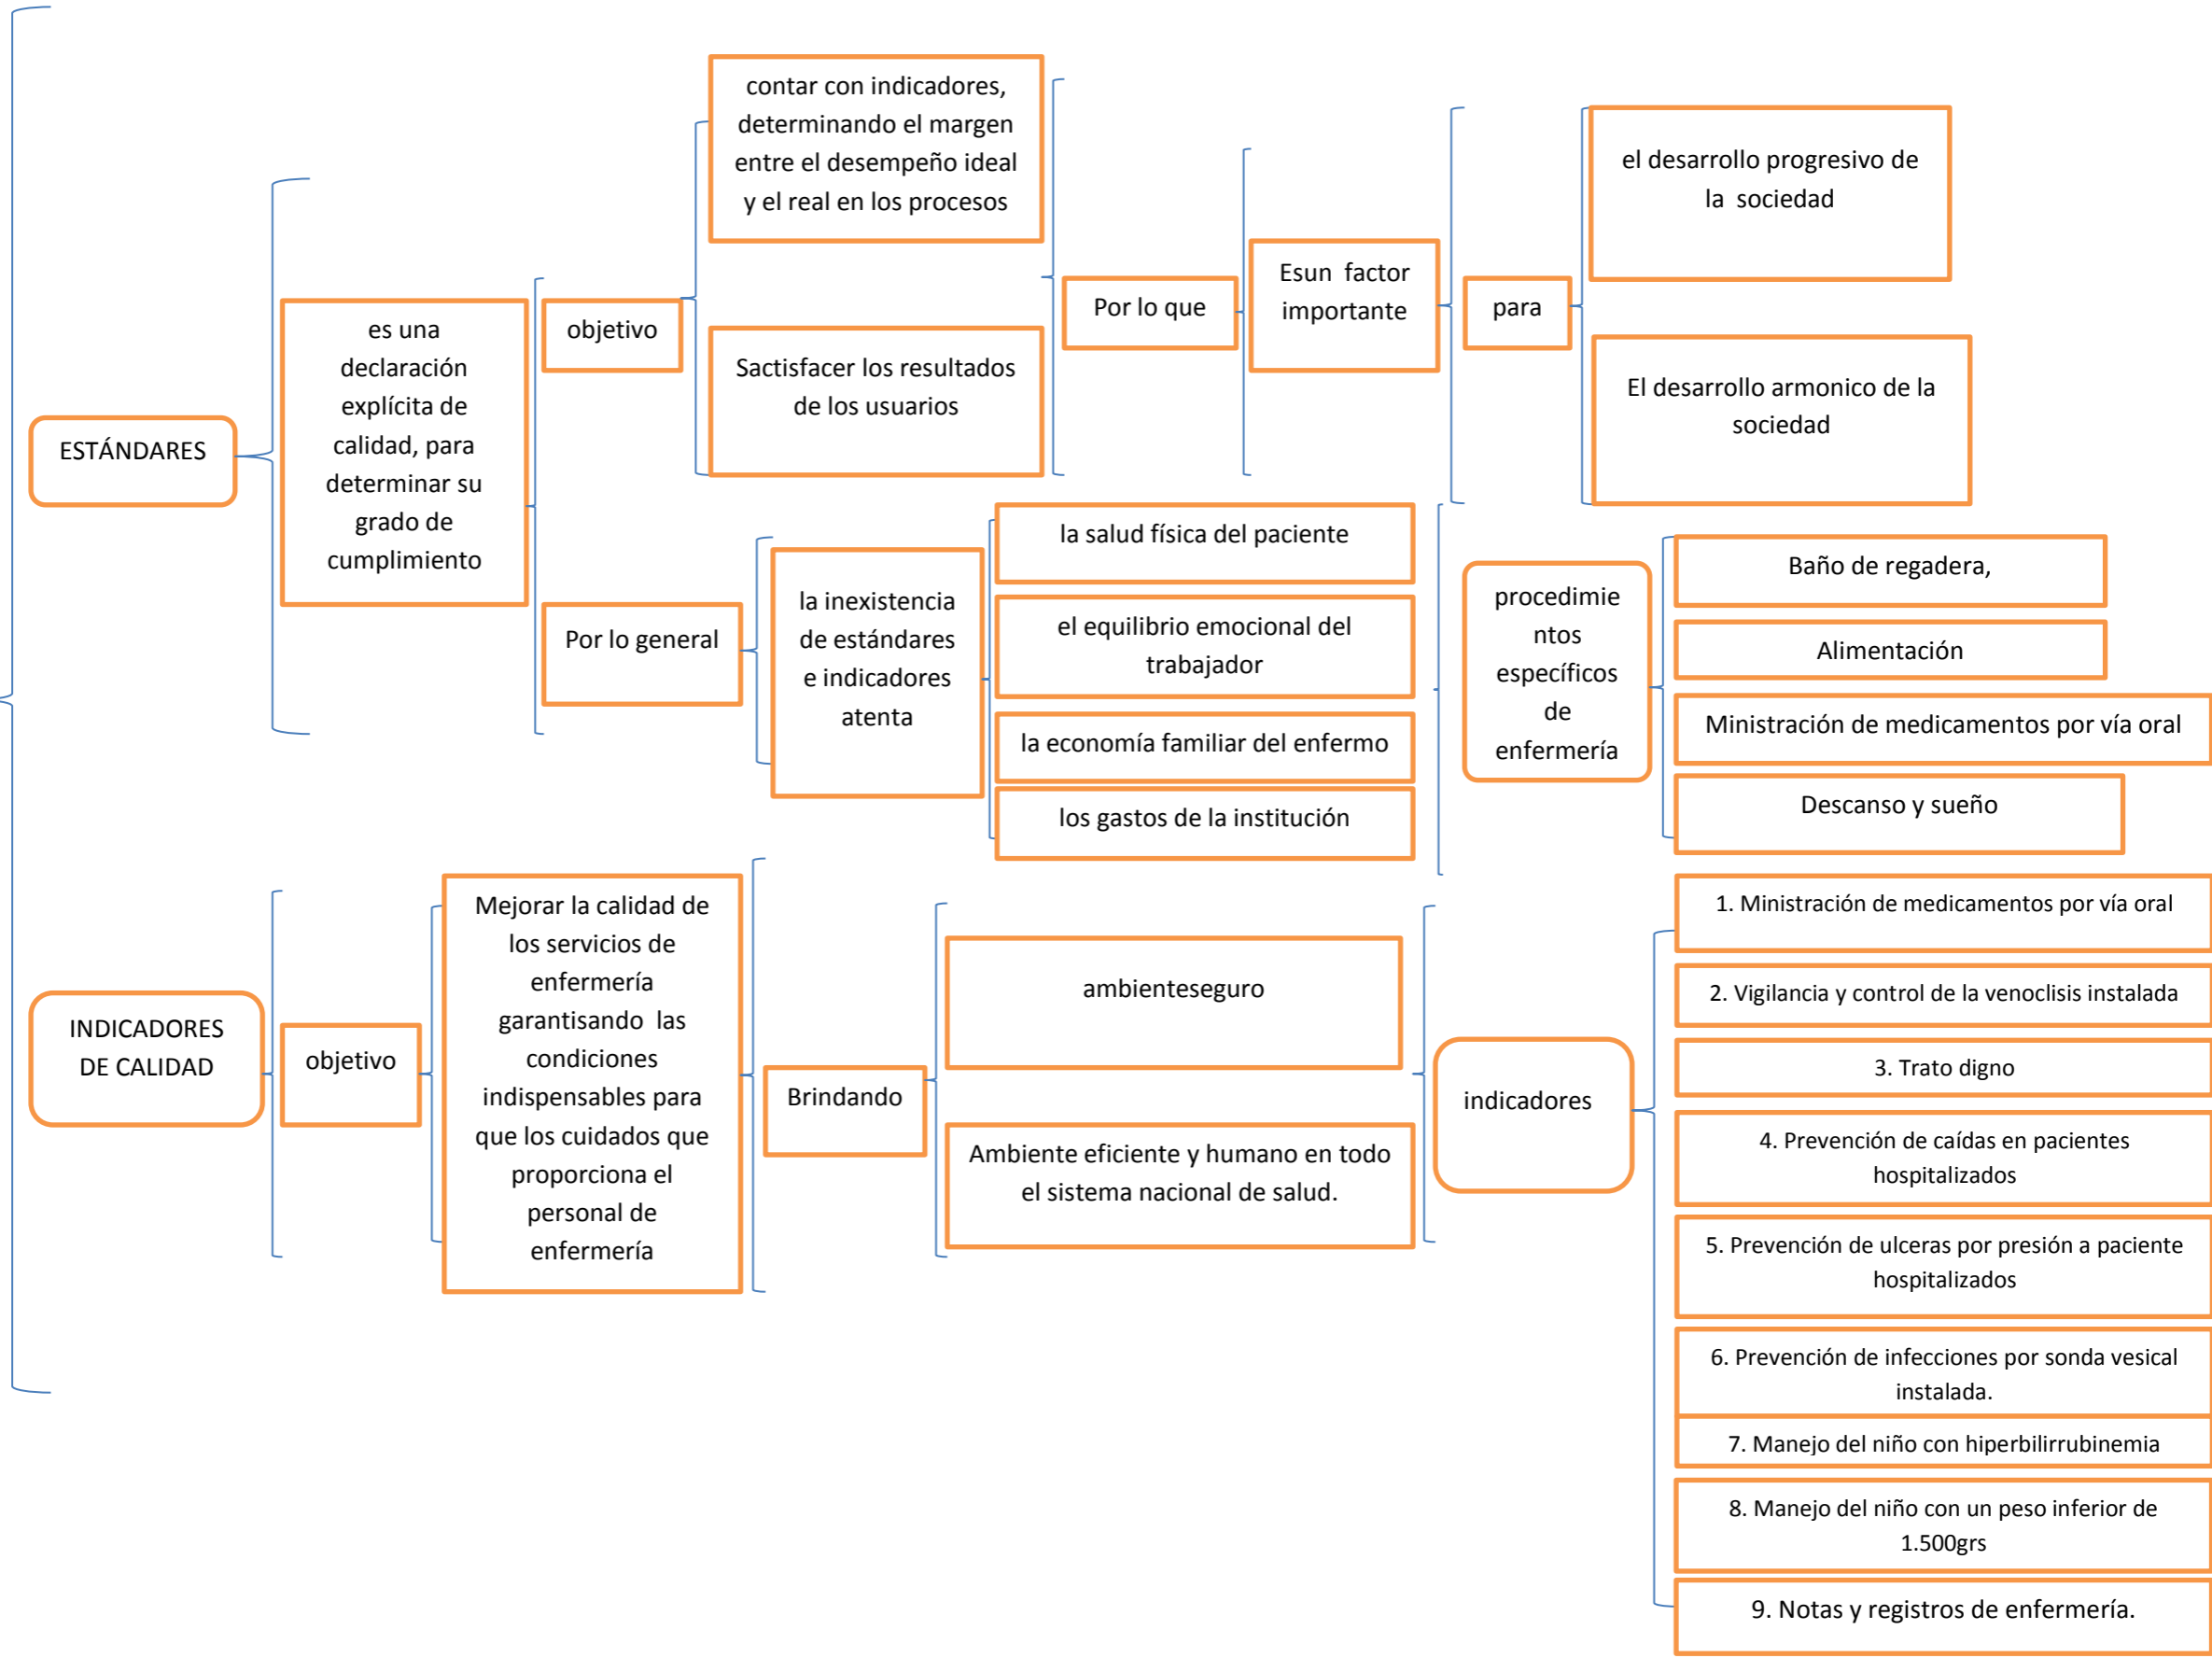 ESTÁNDARES
es una
declaración
explícita de
calidad, para
determinar su
grado de
cumplimiento
objetivo
contar con indicadores,
determinando el margen
entre el desempeño ideal
y el real en los procesos
Sactisfacer los resultados
de los usuarios
Por lo que
Esun factor
importante
para
el desarrollo progresivo de
la sociedad
El desarrollo armonico de la
sociedad
Por lo general
la inexistencia
de estándares
e indicadores
atenta
la salud física del paciente
el equilibrio emocional del
trabajador
la economía familiar del enfermo
los gastos de la institución
procedimie
ntos
específicos
de
enfermería
Baño de regadera,
Alimentación
Ministración de medicamentos por vía oral
Descanso y sueño
INDICADORES
DE CALIDAD
objetivo
Mejorar la calidad de
los servicios de
enfermería
garantisando las
condiciones
indispensables para
que los cuidados que
proporciona el
personal de
enfermería
Brindando
ambienteseguro
Ambiente eficiente y humano en todo
el sistema nacional de salud.
indicadores
1. Ministración de medicamentos por vía oral
2. Vigilancia y control de la venoclisis instalada
3. Trato digno
4. Prevención de caídas en pacientes
hospitalizados
5. Prevención de ulceras por presión a paciente
hospitalizados
6. Prevención de infecciones por sonda vesical
instalada.
7. Manejo del niño con hiperbilirrubinemia
8. Manejo del niño con un peso inferior de
1.500grs
9. Notas y registros de enfermería.